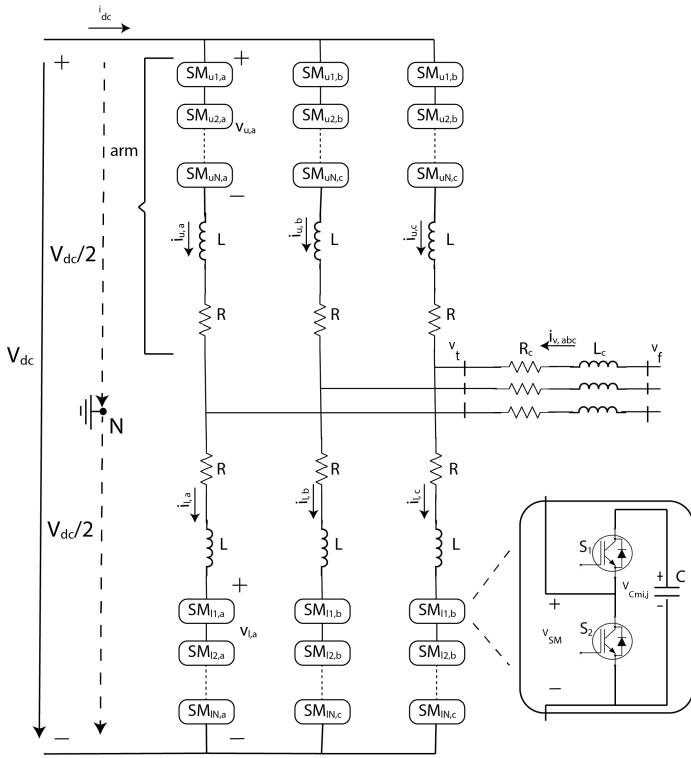 i_dc
+ + SM_u1,a SM_u1,b SM_u1,b
SM_u2,a SM_u2,b SM_u2,b
v_u,a
arm
SM_uN,a SM_uN,c SM_uN,c
i_u,a L i_u,b L i_u,c L
V_dc/2
R R R
v_t R_c i_v, abc L_c v_f
V_dc
N
R R R
i_l,a i_l,b i_l,c
V_dc/2
L L L
S_1
C
+
V_Cmi,j
+ SM_l1,a SM_l1,b SM_l1,b
v_l,a
+
S_2
V_SM
SM_l2,a SM_l2,b SM_l2,b
SM_lN,a SM_lN,c SM_lN,c